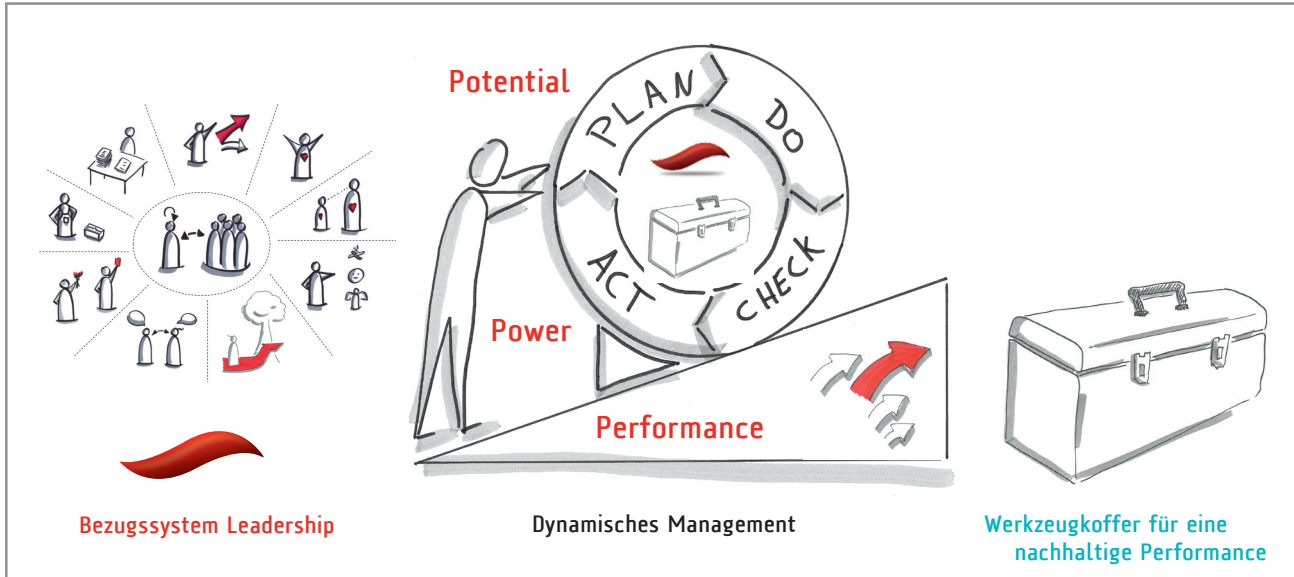 Potential
PLAN
DO
CHECK
ACT
Power
Performance
Bezugssystem Leadership
Dynamisches Management
Werkzeugkoffer für eine
nachhaltige Performance